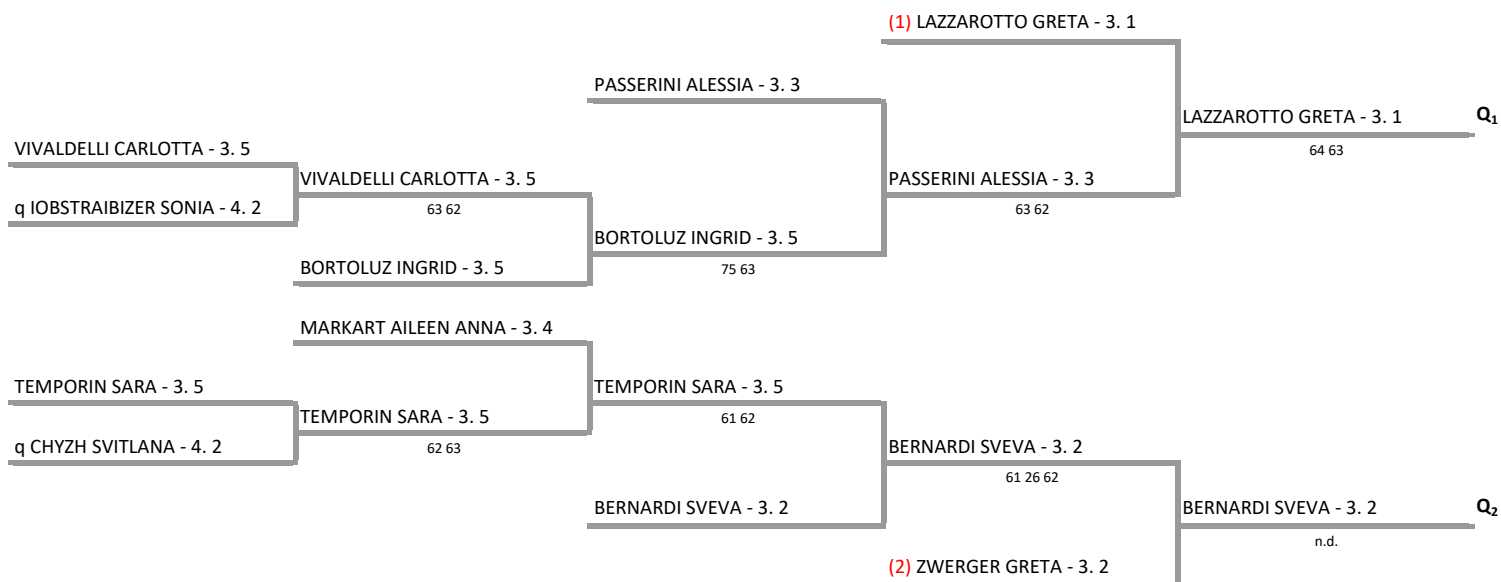 (1) LAZZAROTTO GRETA - 3. 1
PASSERINI ALESSIA - 3. 3
LAZZAROTTO GRETA - 3. 1
Q₁
64 63
VIVALDELLI CARLOTTA - 3. 5
VIVALDELLI CARLOTTA - 3. 5
63 62
PASSERINI ALESSIA - 3. 3
63 62
q IOBSTRAIBIZER SONIA - 4. 2
BORTOLUZ INGRID - 3. 5
75 63
BORTOLUZ INGRID - 3. 5
MARKART AILEEN ANNA - 3. 4
TEMPORIN SARA - 3. 5
TEMPORIN SARA - 3. 5
61 62
TEMPORIN SARA - 3. 5
62 63
q CHYZH SVITLANA - 4. 2
BERNARDI SVEVA - 3. 2
61 26 62
BERNARDI SVEVA - 3. 2
BERNARDI SVEVA - 3. 2
Q₂
n.d.
(2) ZWERGER GRETA - 3. 2